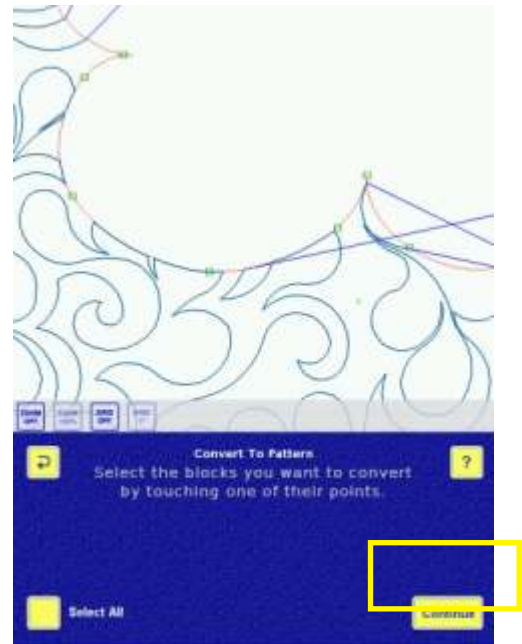 Convert To Pattern
Select the blocks you want to convert
by touching one of their points.
?
Select All
Continue